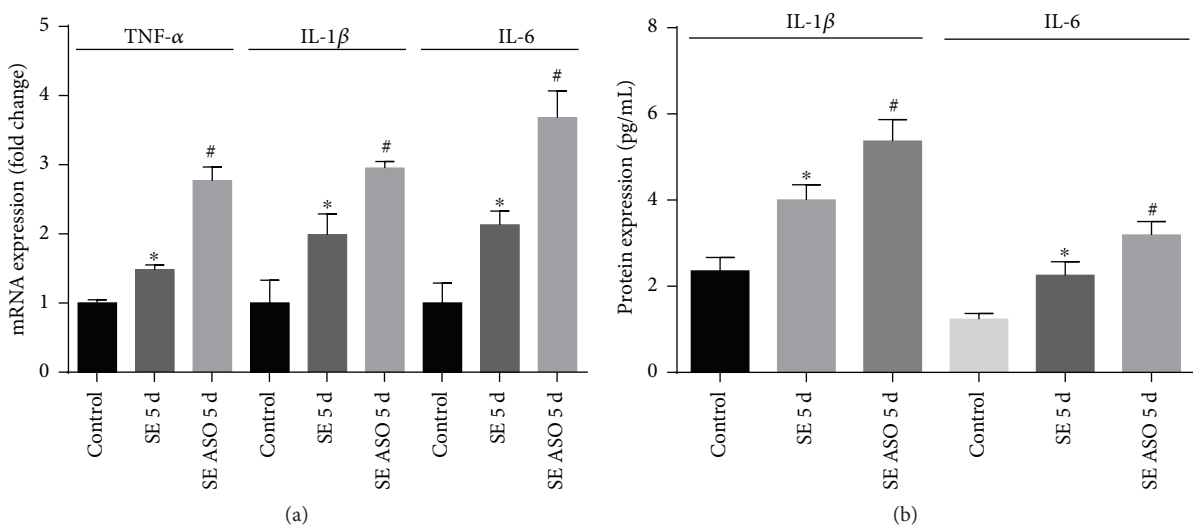 TNF-α IL-1β IL-6
mRNA expression (fold change)
5
4
3
2
1
0
* # * # * #
Control SE 5 d SE ASO 5 d Control SE 5 d SE ASO 5 d Control SE 5 d SE ASO 5 d
(a)
IL-1β IL-6
Protein expression (pg/mL)
8
6
4
2
0
* # * #
Control SE 5 d SE ASO 5 d Control SE 5 d SE ASO 5 d
(b)